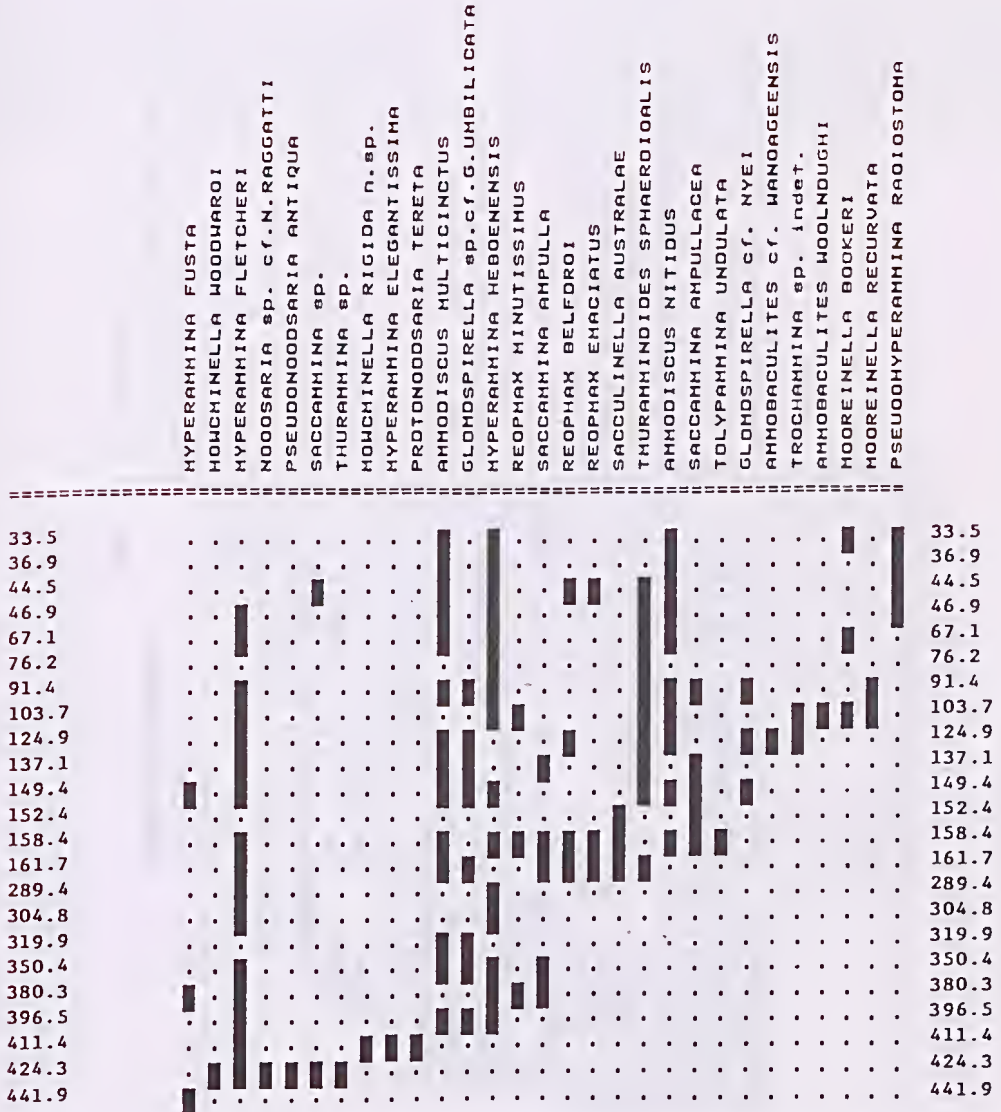 HYPERAMMINA FUSTA
HOWCHINELLA WOODWARDI
HYPERAMMINA FLETCHERI
NODOSARIA sp. cf. N. RAGGATTI
PSEUDONODOSARIA ANTIQUA
SACCAMMINA sp.
THURAMMINA sp.
HOWCHINELLA RIGIDA n.sp.
HYPERAMMINA ELEGANTISSIMA
PROTONODOSARIA TERETA
AMMODISCUS MULTICINCTUS
GLOMOSPIRELLA sp.cf.G.UMBILICATA
HYPERAMMINA HEBDENENSIS
REOPHAX MINUTISSIMUS
SACCAMMINA AMPULLA
REOPHAX BELFORDI
REOPHAX EMACIATUS
SACCULINELLA AUSTRALAE
THURAMMINOIDES SPHAEROIDALIS
AMMODISCUS NITIDUS
SACCAMMINA AMPULLACEA
TOLYPAMMINA UNDULATA
GLOMOSPIRELLA cf. NYEI
AMMOBACULITES cf. WANDAGEENSIS
TROCHAMMINA sp. indet.
AMMOBACULITES WOOLNOUGHI
MOOREINELLA BOOKERI
MOOREINELLA RECURVATA
PSEUDOHYPERAMMINA RADIOSTOMA
33.5 33.5
36.9 36.9
44.5 44.5
46.9 46.9
67.1 67.1
76.2 76.2
91.4 91.4
103.7 103.7
124.9 124.9
137.1 137.1
149.4 149.4
152.4 152.4
158.4 158.4
161.7 161.7
289.4 289.4
304.8 304.8
319.9 319.9
350.4 350.4
380.3 380.3
396.5 396.5
411.4 411.4
424.3 424.3
441.9 441.9